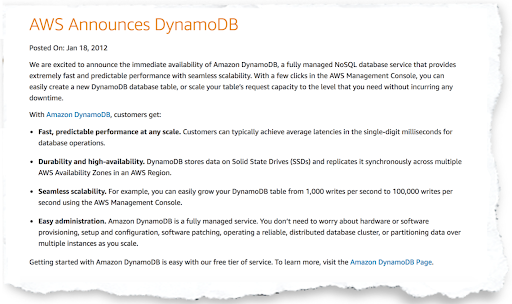 AWS Announces DynamoDB
Posted On: Jan 18, 2012
We are excited to announce the immediate availability of Amazon DynamoDB, a fully managed NoSQL database service that provides
extremely fast and predictable performance with seamless scalability. With a few clicks in the AWS Management Console, you can
easily create a new DynamoDB database table, or scale your table's request capacity to the level that you need without incurring any
downtime.
With Amazon DynamoDB, customers get:
• Fast, predictable performance at any scale. Customers can typically achieve average latencies in the single-digit milliseconds for
database operations.
• Durability and high-availability. DynamoDB stores data on Solid State Drives (SSDs) and replicates it synchronously across multiple
AWS Availability Zones in an AWS Region.
• Seamless scalability. For example, you can easily grow your DynamoDB table from 1,000 writes per second to 100,000 writes per
second using the AWS Management Console.
• Easy administration. Amazon DynamoDB is a fully managed service. You don't need to worry about hardware or software
provisioning, setup and configuration, software patching, operating a reliable, distributed database cluster, or partitioning data over
multiple instances as you scale.
Getting started with Amazon DynamoDB is easy with our free tier of service. To learn more, visit the Amazon DynamoDB Page.